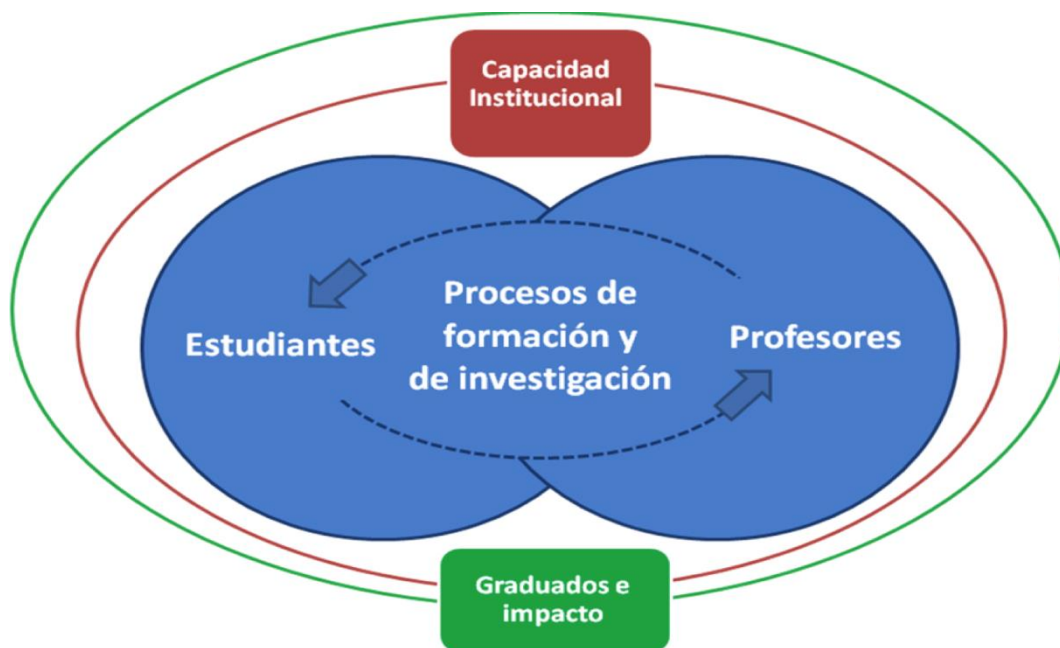 Capacidad
Institucional
Procesos de
formación y
de investigación
Estudiantes
Profesores
Graduados e
impacto